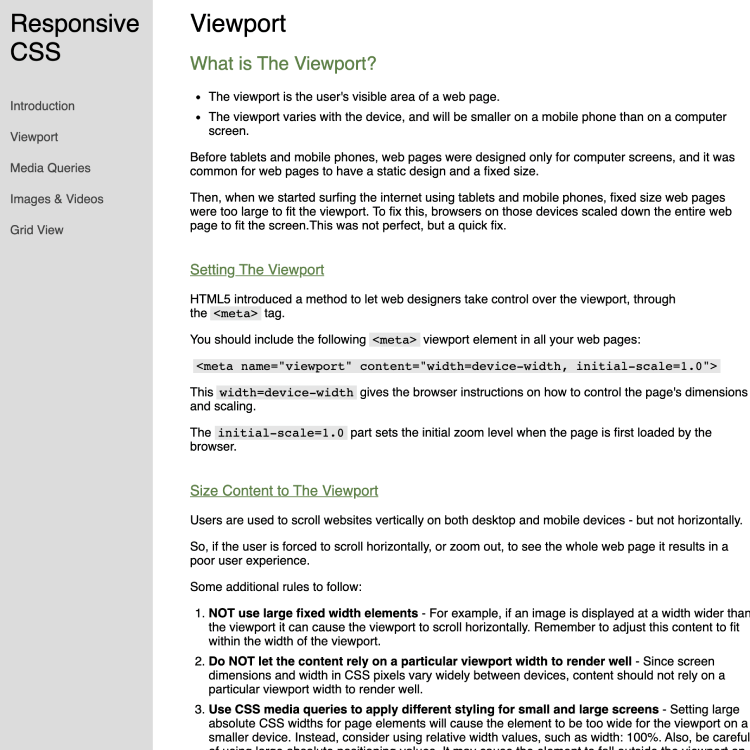 Responsive
CSS
Introduction
Viewport
Media Queries
Images & Videos
Grid View
Viewport
What is The Viewport?
• The viewport is the user's visible area of a web page.
• The viewport varies with the device, and will be smaller on a mobile phone than on a computer
screen.
Before tablets and mobile phones, web pages were designed only for computer screens, and it was
common for web pages to have a static design and a fixed size.
Then, when we started surfing the internet using tablets and mobile phones, fixed size web pages
were too large to fit the viewport. To fix this, browsers on those devices scaled down the entire web
page to fit the screen.This was not perfect, but a quick fix.
Setting The Viewport
HTML5 introduced a method to let web designers take control over the viewport, through
the <meta> tag.
You should include the following <meta> viewport element in all your web pages:
<meta name="viewport" content="width=device-width, initial-scale=1.0">
This width=device-width gives the browser instructions on how to control the page's dimensions
and scaling.
The initial-scale=1.0 part sets the initial zoom level when the page is first loaded by the
browser.
Size Content to The Viewport
Users are used to scroll websites vertically on both desktop and mobile devices - but not horizontally.
So, if the user is forced to scroll horizontally, or zoom out, to see the whole web page it results in a
poor user experience.
Some additional rules to follow:
1. NOT use large fixed width elements - For example, if an image is displayed at a width wider than
the viewport it can cause the viewport to scroll horizontally. Remember to adjust this content to fit
within the width of the viewport.
2. Do NOT let the content rely on a particular viewport width to render well - Since screen
dimensions and width in CSS pixels vary widely between devices, content should not rely on a
particular viewport width to render well.
3. Use CSS media queries to apply different styling for small and large screens - Setting large
absolute CSS widths for page elements will cause the element to be too wide for the viewport on a
smaller device. Instead, consider using relative width values, such as width: 100%. Also, be careful
of using large absolute positioning values. It may cause the element to fall outside the viewport on